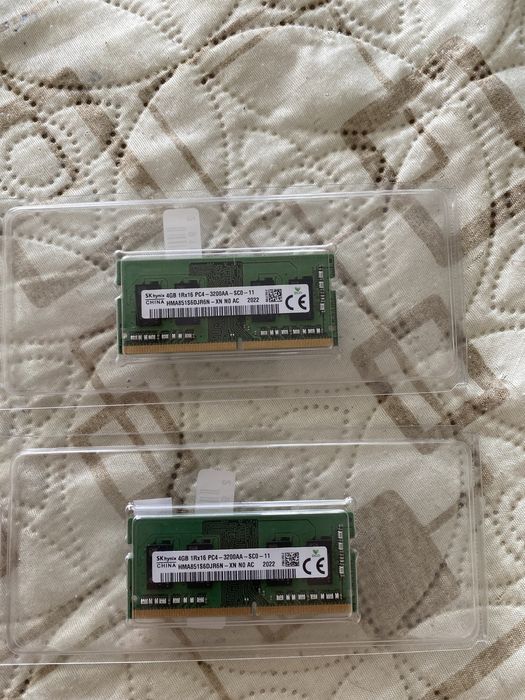 SK hynix 4GB 1Rx16 PC4-3200AA-SC0-11
CHINA HMA851S6DJR6N-XN N0 AC 2022
CE
SK hynix 4GB 1Rx16 PC4-3200AA-SC0-11
CHINA HMA851S6DJR6N-XN N0 AC 2022
CE